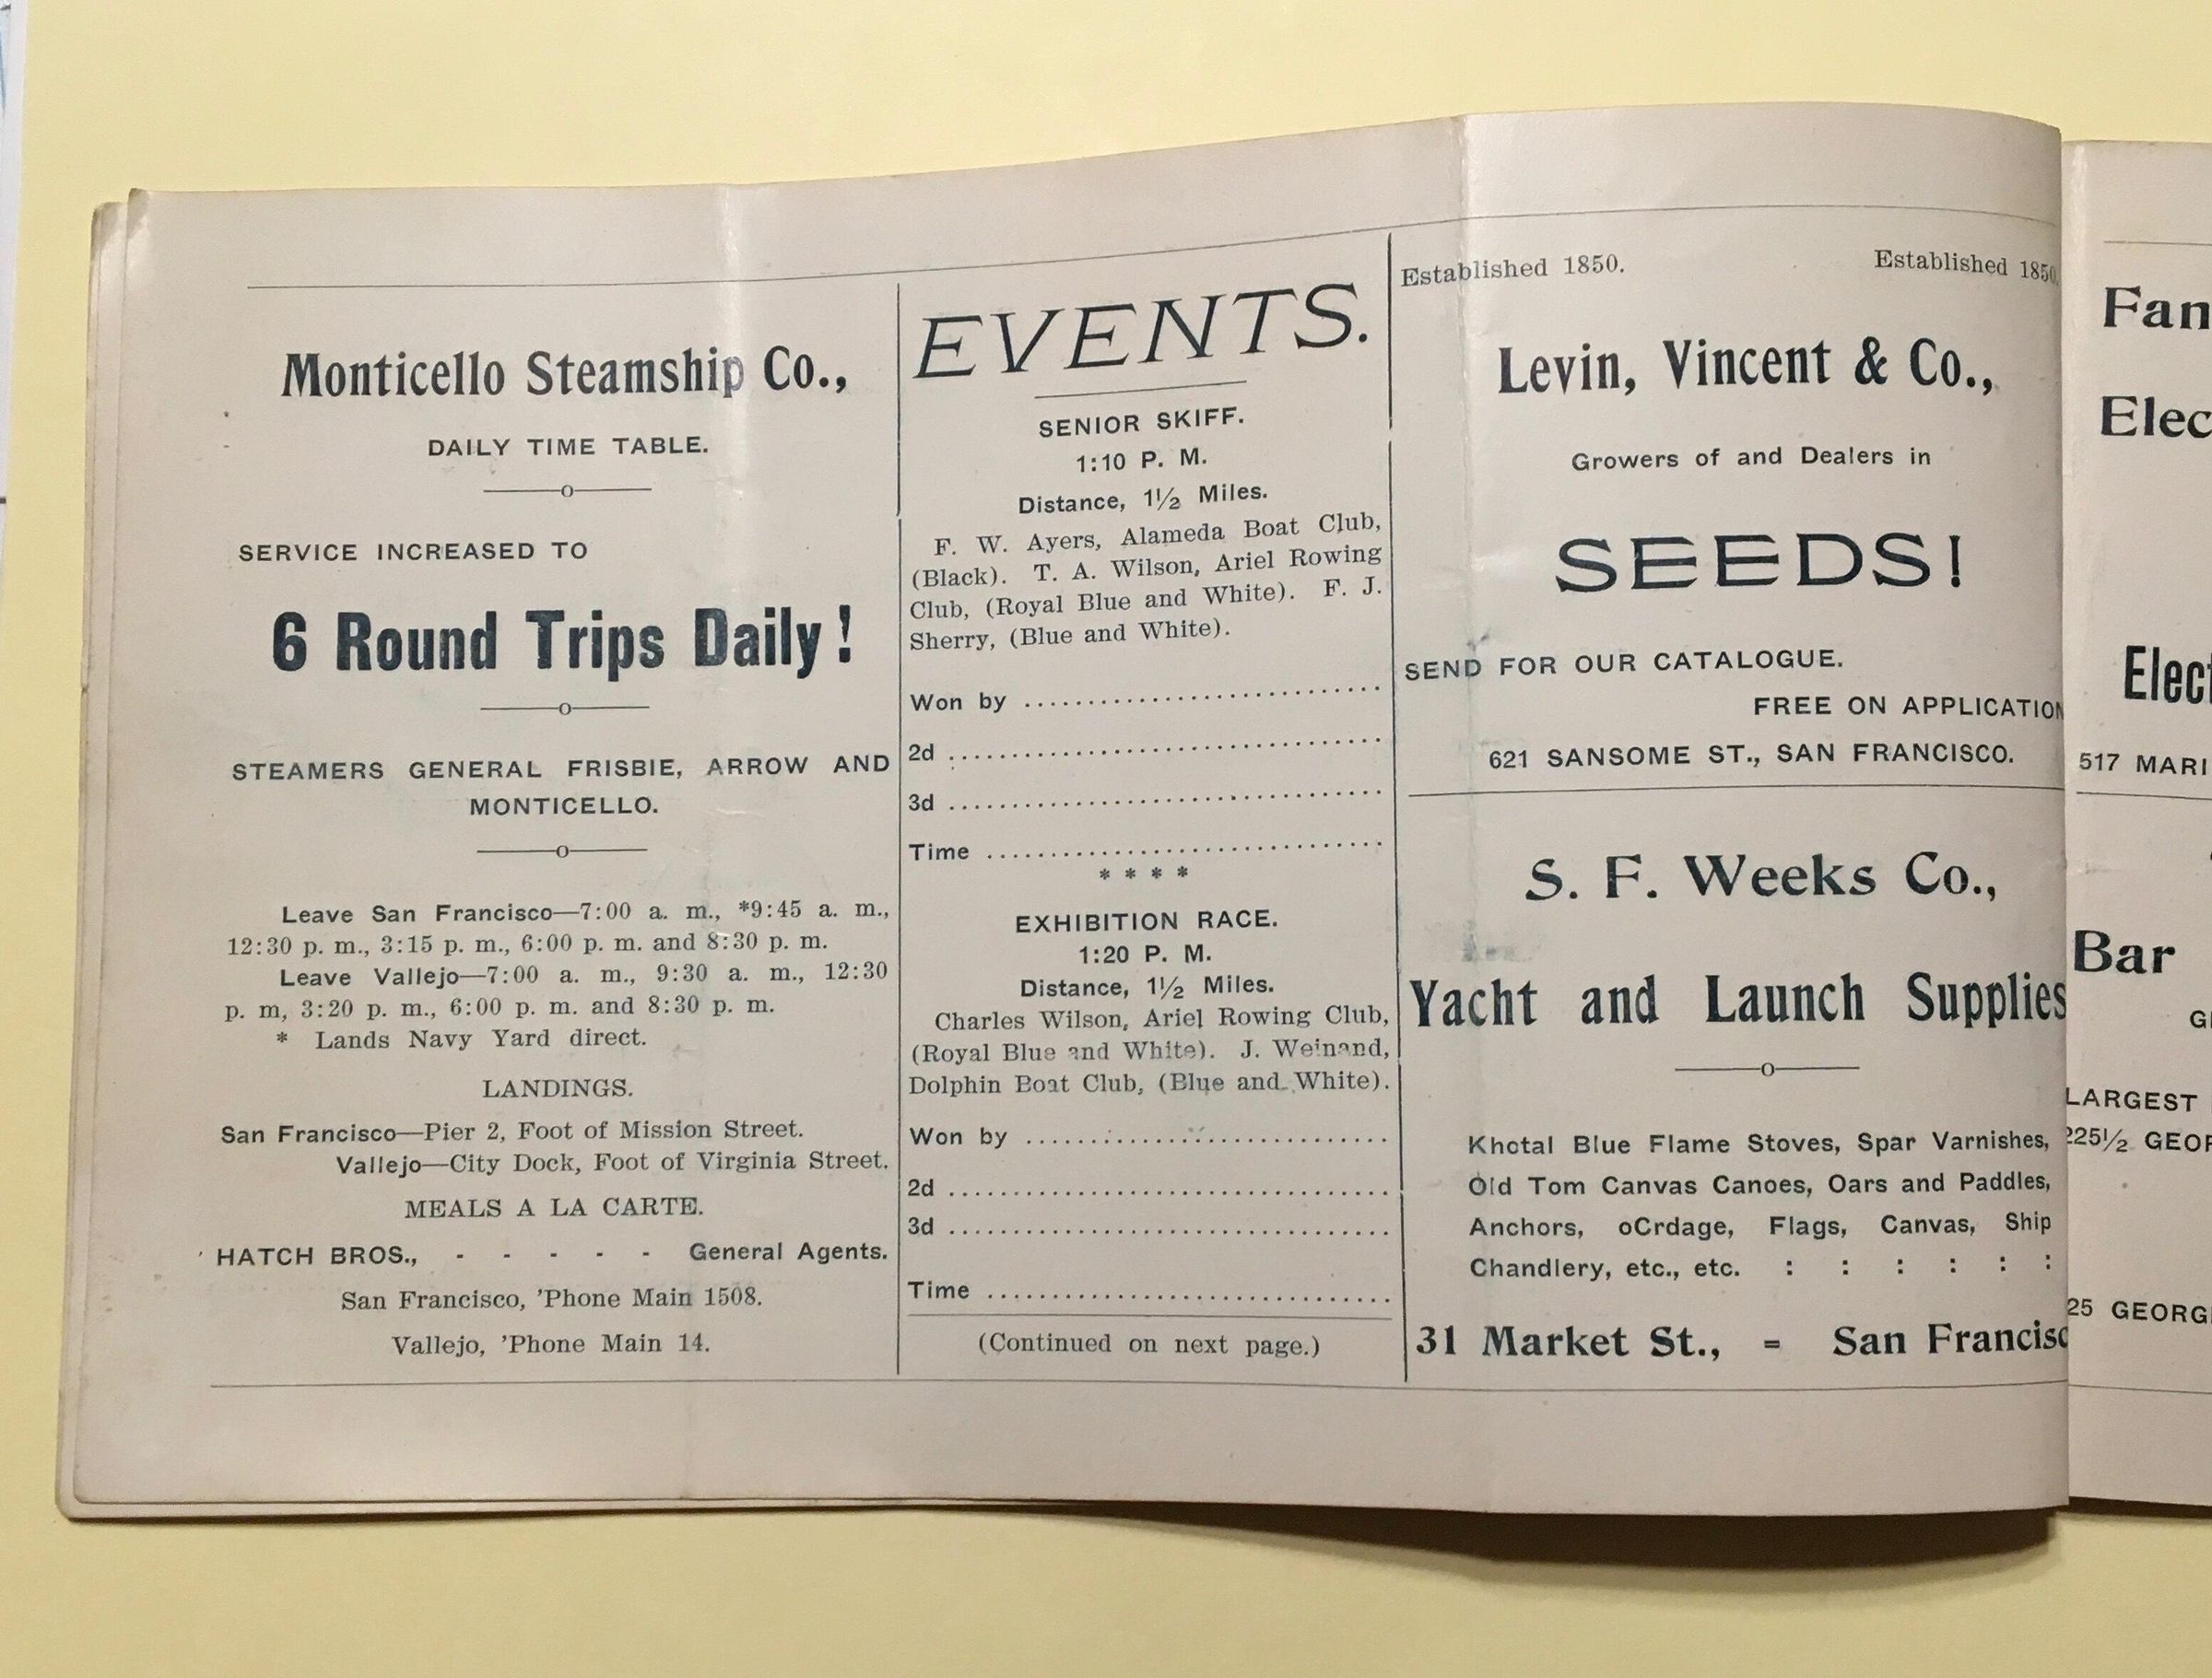 Monticello Steamship Co.,
DAILY TIME TABLE.
SERVICE INCREASED TO
6 Round Trips Daily!
STEAMERS GENERAL FRISBIE, ARROW AND
MONTICELLO.
Leave San Francisco—7:00 a. m., *9:45 a. m.,
12:30 p. m., 3:15 p. m., 6:00 p. m. and 8:30 p. m.
Leave Vallejo—7:00 a. m., 9:30 a. m., 12:30
p. m, 3:20 p. m., 6:00 p. m. and 8:30 p. m.
* Lands Navy Yard direct.
LANDINGS.
San Francisco—Pier 2, Foot of Mission Street.
Vallejo—City Dock, Foot of Virginia Street.
MEALS A LA CARTE.
HATCH BROS., - - - - - General Agents.
San Francisco, 'Phone Main 1508.
Vallejo, 'Phone Main 14.
EVENTS.
SENIOR SKIFF.
1:10 P. M.
Distance, 1½ Miles.
F. W. Ayers, Alameda Boat Club,
(Black). T. A. Wilson, Ariel Rowing
Club, (Royal Blue and White). F. J.
Sherry, (Blue and White).
Won by ..............................
2d ..................................
3d ..................................
Time ................................
* * * *
EXHIBITION RACE.
1:20 P. M.
Distance, 1½ Miles.
Charles Wilson, Ariel Rowing Club,
(Royal Blue and White). J. Weinand,
Dolphin Boat Club, (Blue and White).
Won by ..............................
2d ..................................
3d ..................................
Time ................................
(Continued on next page.)
Established 1850. Established 1850.
Levin, Vincent & Co.,
Growers of and Dealers in
SEEDS!
SEND FOR OUR CATALOGUE.
FREE ON APPLICATION
621 SANSOME ST., SAN FRANCISCO.
S. F. Weeks Co.,
Yacht and Launch Supplies
Khotal Blue Flame Stoves, Spar Varnishes,
Old Tom Canvas Canoes, Oars and Paddles,
Anchors, oCrdage, Flags, Canvas, Ship
Chandlery, etc., etc. : : : : : :
31 Market St., = San Francisc
Fan
Elec
Elect
517 MARI
Bar
GE
LARGEST
225½ GEOR
25 GEORG